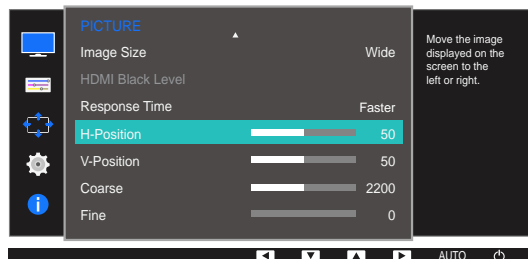 PICTURE
Image Size Wide
HDMI Black Level
Response Time Faster
H-Position 50
V-Position 50
Coarse 2200
Fine 0
Move the image
displayed on the
screen to the
left or right.
AUTO